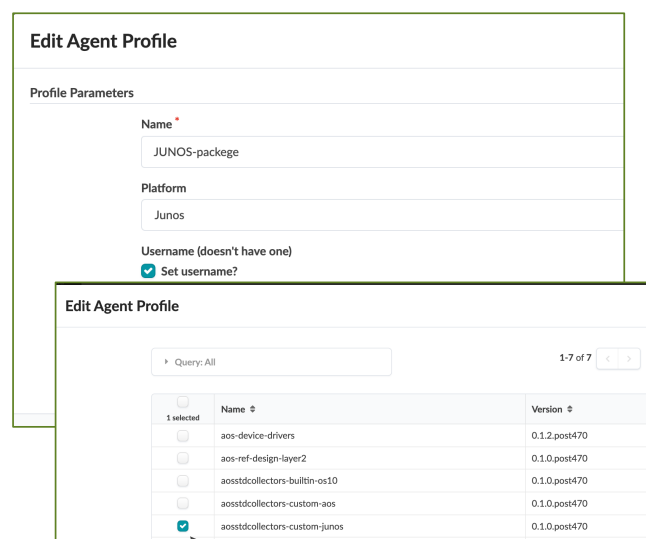 Edit Agent Profile
Profile Parameters
Name *
JUNOS-packege
Platform
Junos
Username (doesn't have one)
Set username?
Edit Agent Profile
Query: All
1-7 of 7
1 selected
Name
Version
aos-device-drivers
0.1.2.post470
aos-ref-design-layer2
0.1.0.post470
aosstdcollectors-builtin-os10
0.1.0.post470
aosstdcollectors-custom-aos
0.1.0.post470
aosstdcollectors-custom-junos
0.1.0.post470